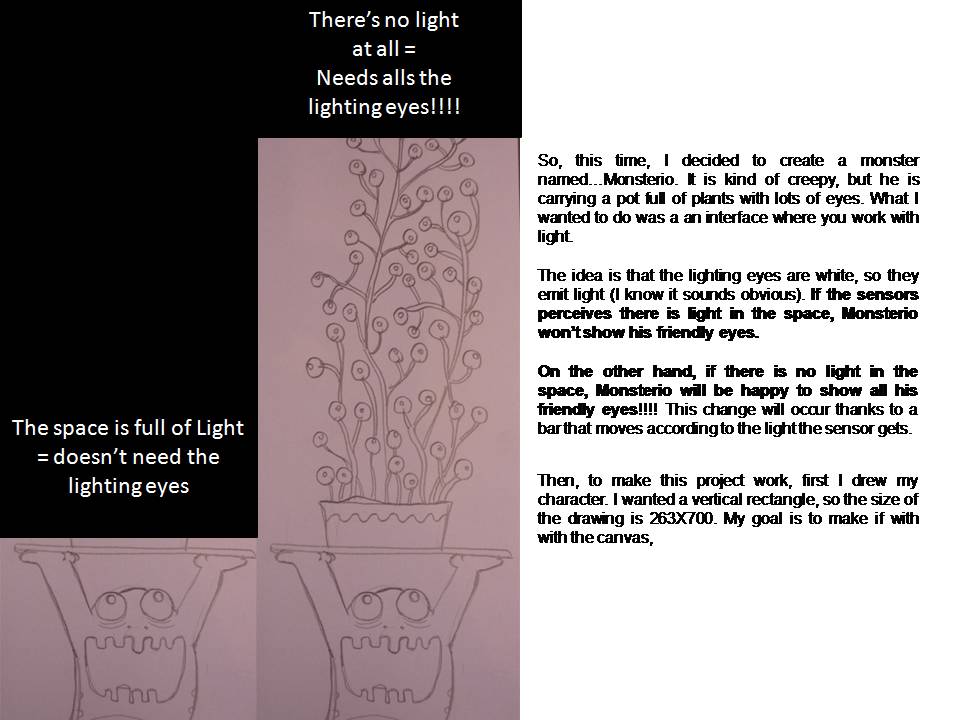 There's no light
at all =
Needs alls the
lighting eyes!!!!
The space is full of Light
= doesn't need the
lighting eyes
So, this time, I decided to create a monster
named...Monsterio. It is kind of creepy, but he is
carrying a pot full of plants with lots of eyes. What I
wanted to do was a an interface where you work with
light.
The idea is that the lighting eyes are white, so they
emit light (I know it sounds obvious). If the sensors
perceives there is light in the space, Monsterio
won't show his friendly eyes.
On the other hand, if there is no light in the
space, Monsterio will be happy to show all his
friendly eyes!!!! This change will occur thanks to a
bar that moves according to the light the sensor gets.
Then, to make this project work, first I drew my
character. I wanted a vertical rectangle, so the size of
the drawing is 263X700. My goal is to make if with
with the canvas,